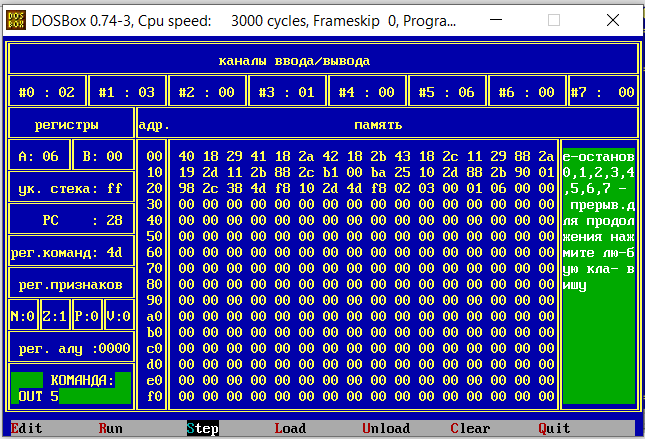 DOSBox 0.74-3, Cpu speed: 3000 cycles, Frameskip 0, Progra...
каналы ввода/вывода
#0 : 02 #1 : 03 #2 : 00 #3 : 01 #4 : 00 #5 : 06 #6 : 00 #7 : 00
регистры адр. память
A: 06 B: 00
ук. стека: ff
PC : 28
рег.команд: 4d
рег.признаков
N:0 Z:1 P:0 V:0
рег. алу :0000
КОМАНДА:
OUT 5
00 40 18 29 41 18 2a 42 18 2b 43 18 2c 11 29 88 2a
10 19 2d 11 2b 88 2c b1 00 ba 25 10 2d 88 2b 90 01
20 98 2c 38 4d f8 10 2d 4d f8 02 03 00 01 06 00 00
30 00 00 00 00 00 00 00 00 00 00 00 00 00 00 00 00
40 00 00 00 00 00 00 00 00 00 00 00 00 00 00 00 00
50 00 00 00 00 00 00 00 00 00 00 00 00 00 00 00 00
60 00 00 00 00 00 00 00 00 00 00 00 00 00 00 00 00
70 00 00 00 00 00 00 00 00 00 00 00 00 00 00 00 00
80 00 00 00 00 00 00 00 00 00 00 00 00 00 00 00 00
90 00 00 00 00 00 00 00 00 00 00 00 00 00 00 00 00
a0 00 00 00 00 00 00 00 00 00 00 00 00 00 00 00 00
b0 00 00 00 00 00 00 00 00 00 00 00 00 00 00 00 00
c0 00 00 00 00 00 00 00 00 00 00 00 00 00 00 00 00
d0 00 00 00 00 00 00 00 00 00 00 00 00 00 00 00 00
e0 00 00 00 00 00 00 00 00 00 00 00 00 00 00 00 00
f0 00 00 00 00 00 00 00 00 00 00 00 00 00 00 00 00
e-останов
0,1,2,3,4
,5,6,7 -
прерыв.д
ля продол
жения наж
мите лю-б
ую кла- в
ишу
Edit Run Step Load Unload Clear Quit